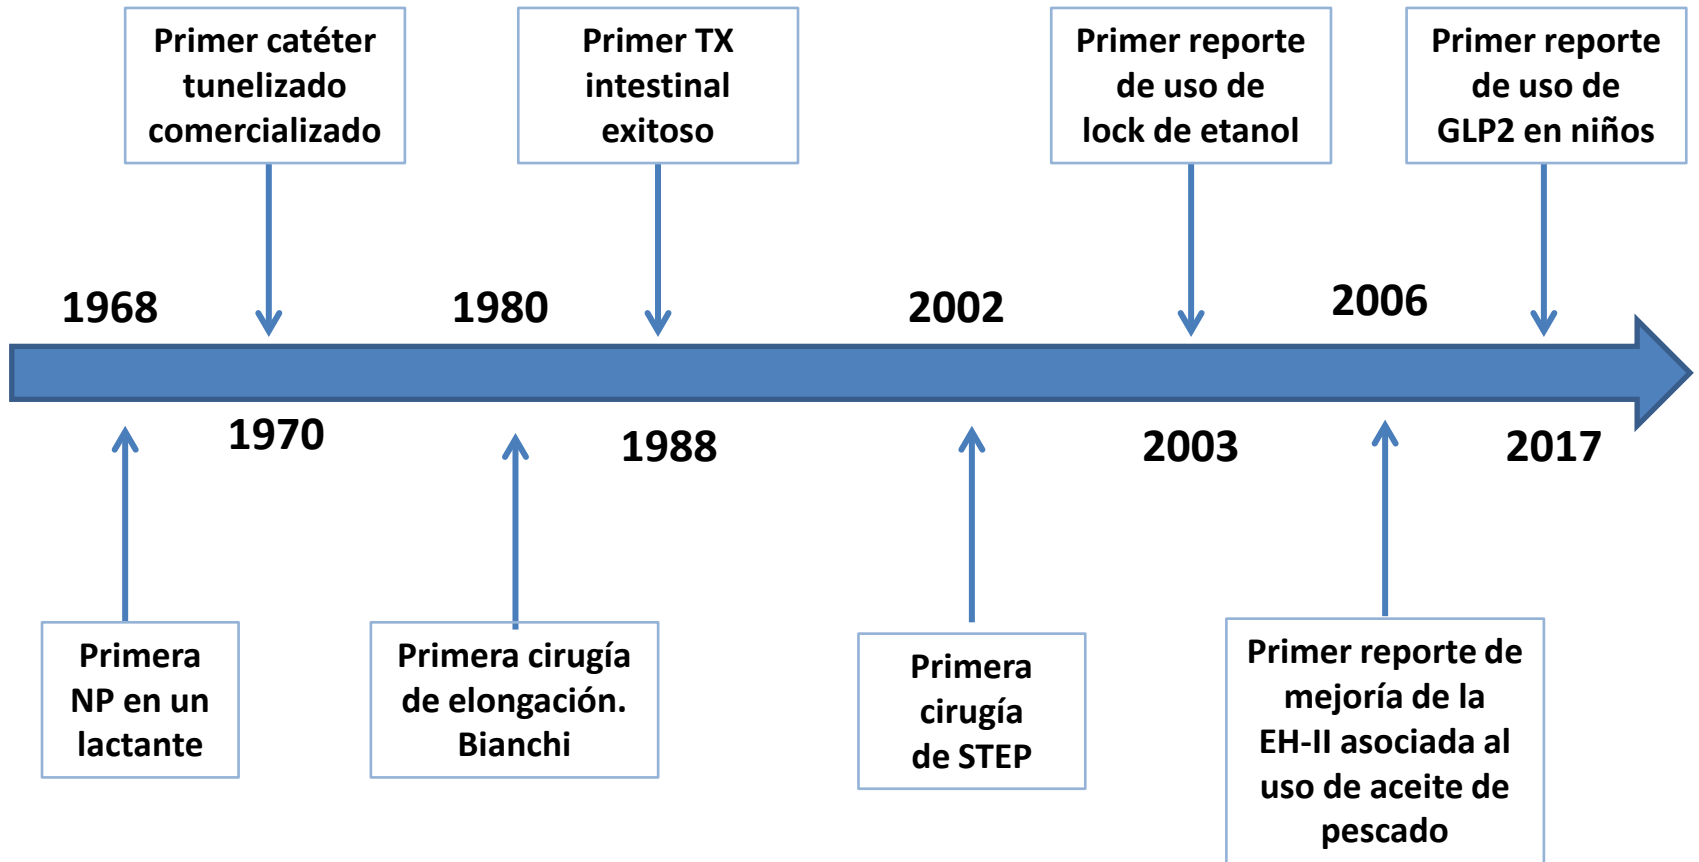 Primer catéter
tunelizado
comercializado
Primer TX
intestinal
exitoso
Primer reporte
de uso de
lock de etanol
Primer reporte
de uso de
GLP2 en niños
1968
1980
2002
2006
1970
1988
2003
2017
Primera
NP en un
lactante
Primera cirugía
de elongación.
Bianchi
Primera
cirugía
de STEP
Primer reporte de
mejoría de la
EH-II asociada al
uso de aceite de
pescado